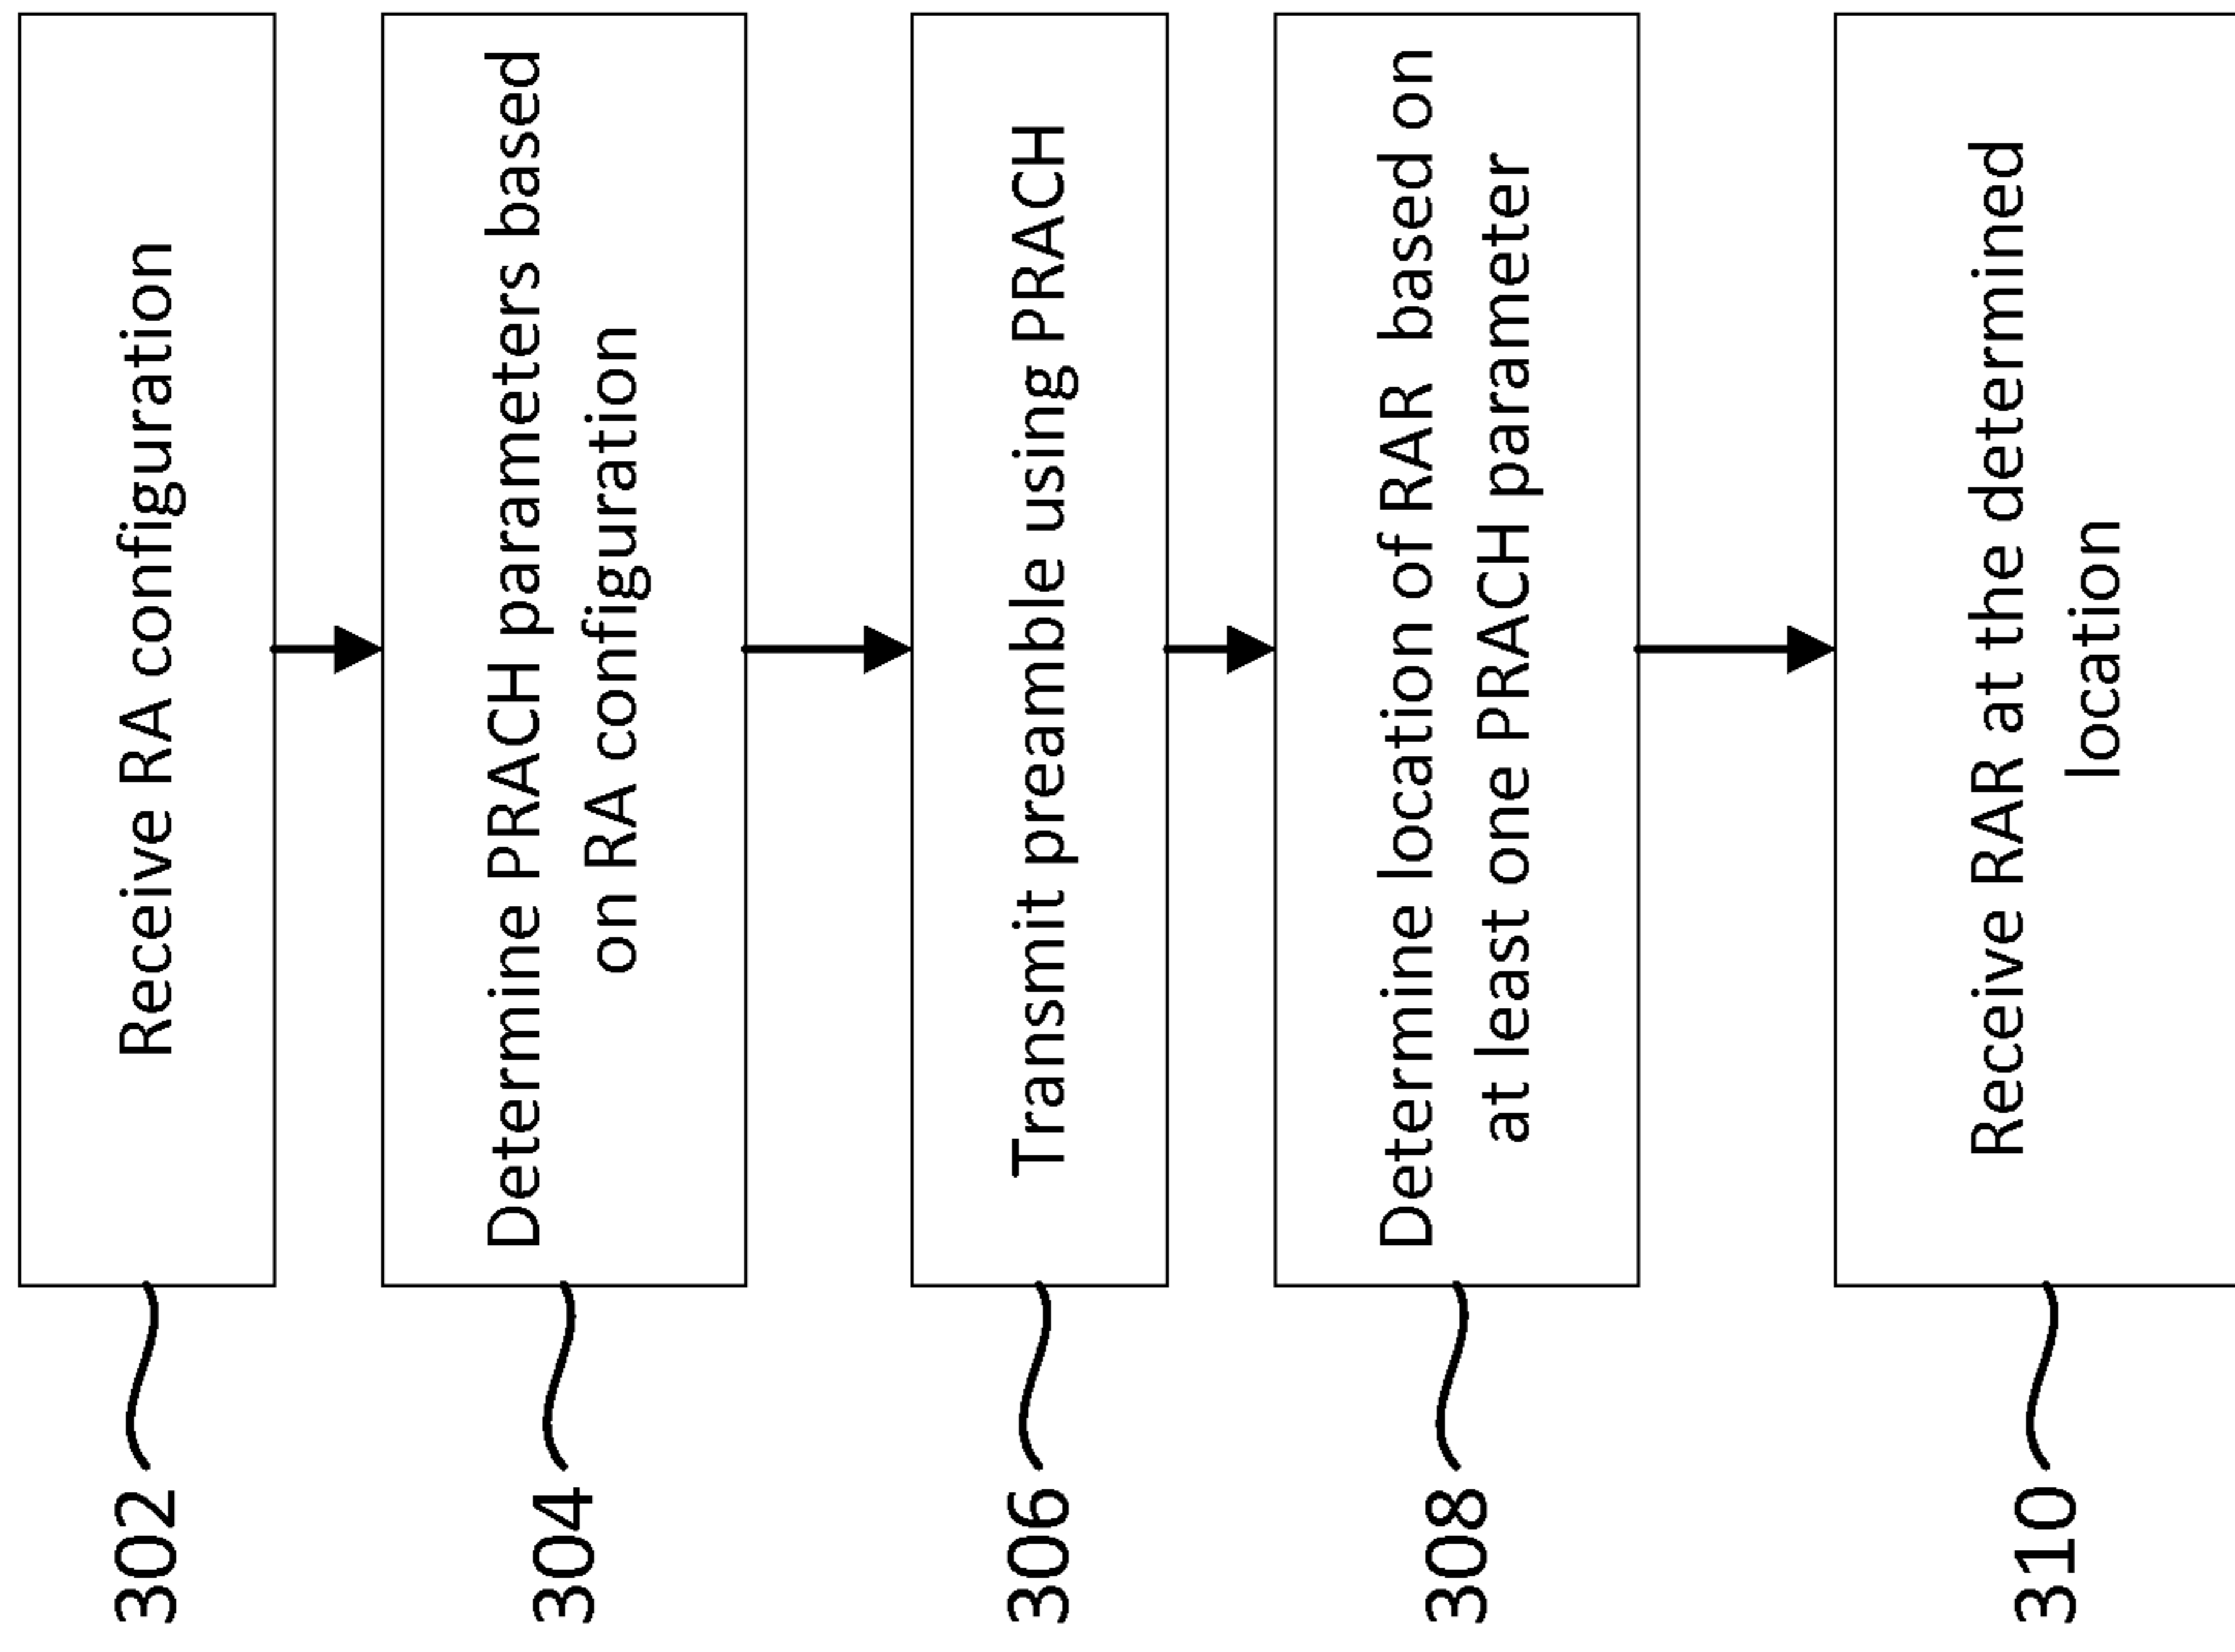 302
Receive RA configuration
304
Determine PRACH parameters based
on RA configuration
306
Transmit preamble using PRACH
308
Determine location of RAR based on
at least one PRACH parameter
310
Receive RAR at the determined
location